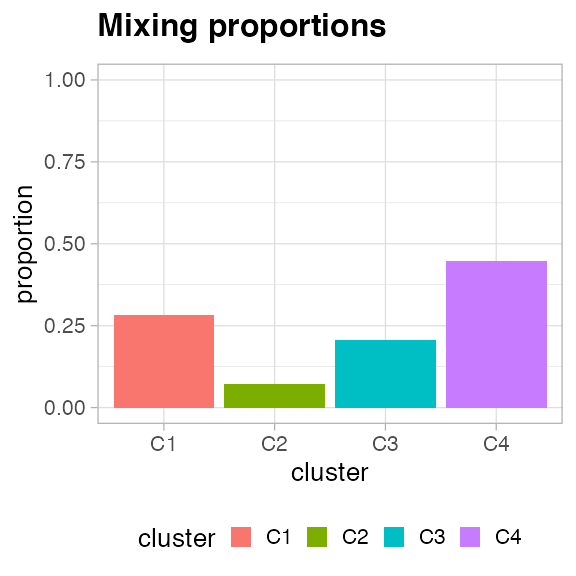 Mixing proportions
1.00
0.75
0.50
0.25
0.00
proportion
C1 C2 C3 C4
cluster
cluster C1 C2 C3 C4